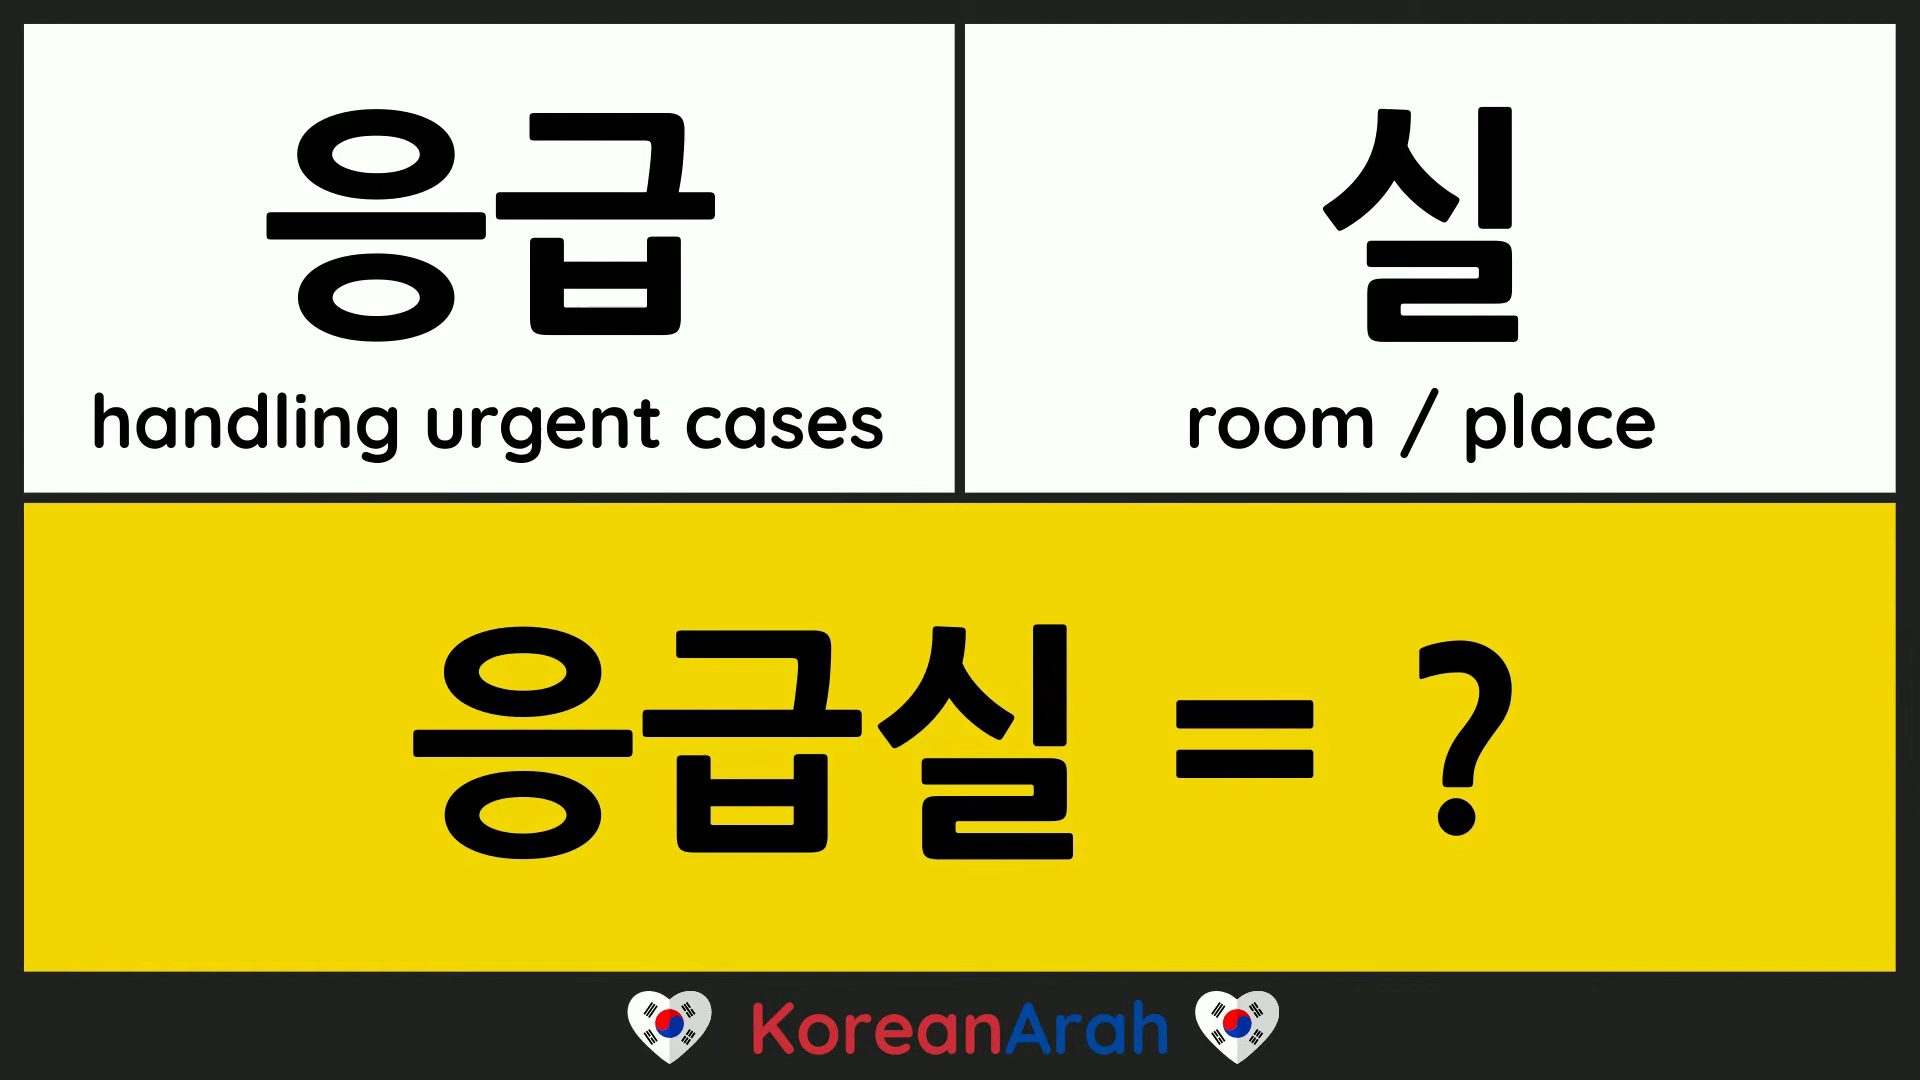 응급
handling urgent cases
실
room / place
응급실 = ?
KoreanArah